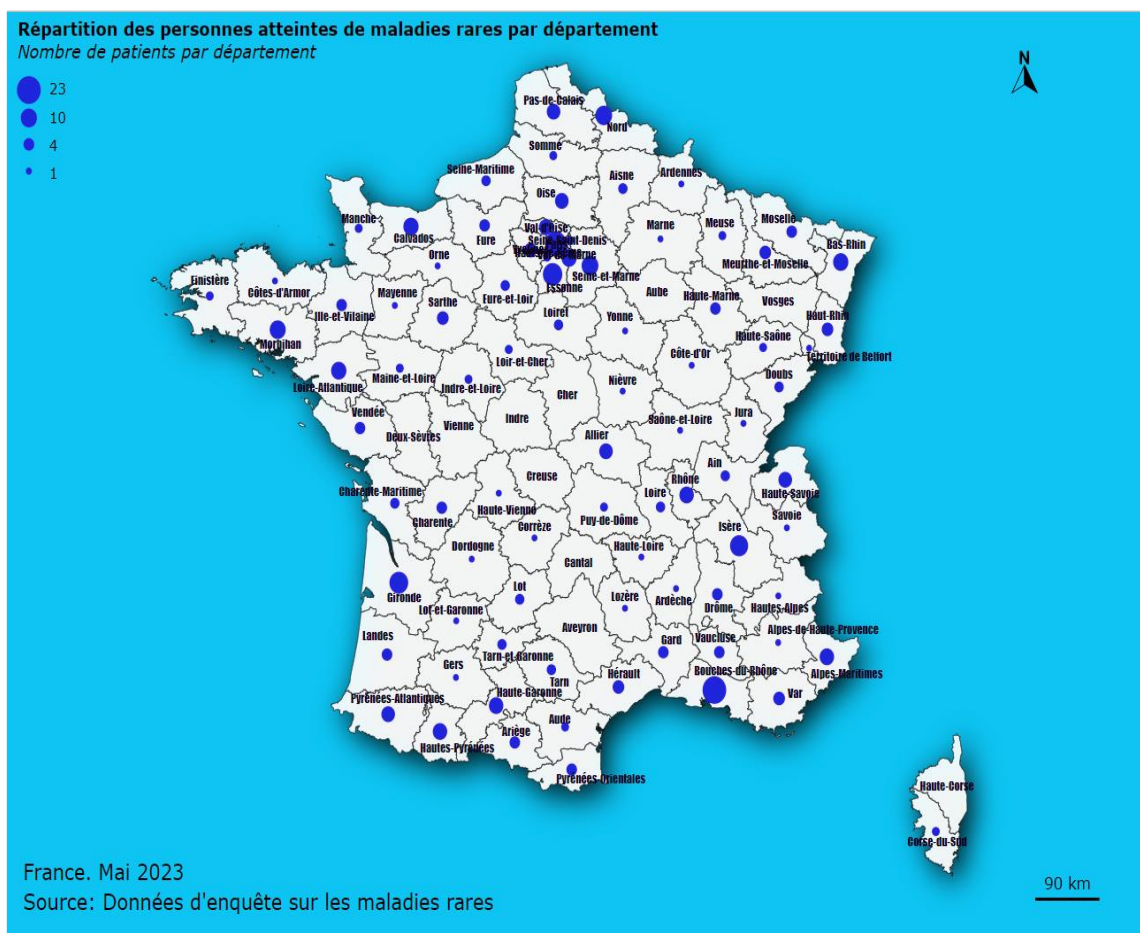 Répartition des personnes atteintes de maladies rares par département
Nombre de patients par département
23
10
4
1
N
Pas-de-Calais
Nord
Somme
Seine-Maritime
Aisne
Ardennes
Oise
Manche
Calvados
Eure
Val-d'Oise
Seine-Saint-Denis
Val-de-Marne
Seine-et-Marne
Essonne
Marne
Meuse
Moselle
Meurthe-et-Moselle
Bas-Rhin
Orne
Finistère
Côtes-d'Armor
Ille-et-Vilaine
Mayenne
Sarthe
Eure-et-Loir
Aube
Haute-Marne
Vosges
Haut-Rhin
Morbihan
Loiret
Yonne
Haute-Saône
Territoire de Belfort
Loir-et-Cher
Côte-d'Or
Doubs
Loire-Atlantique
Maine-et-Loire
Indre-et-Loire
Nièvre
Cher
Vendée
Deux-Sèvres
Vienne
Indre
Saône-et-Loire
Jura
Allier
Charente-Maritime
Charente
Haute-Vienne
Creuse
Puy-de-Dôme
Loire
Rhône
Ain
Haute-Savoie
Savoie
Corrèze
Isère
Dordogne
Cantal
Haute-Loire
Gironde
Lot-et-Garonne
Lot
Lozère
Ardèche
Drôme
Hautes-Alpes
Landes
Aveyron
Gard
Vaucluse
Alpes-de-Haute-Provence
Alpes-Maritimes
Gers
Tarn-et-Garonne
Tarn
Hérault
Bouches-du-Rhône
Var
Pyrénées-Atlantiques
Haute-Garonne
Hautes-Pyrénées
Ariège
Aude
Pyrénées-Orientales
Haute-Corse
Corse-du-Sud
France. Mai 2023
Source: Données d'enquête sur les maladies rares
90 km